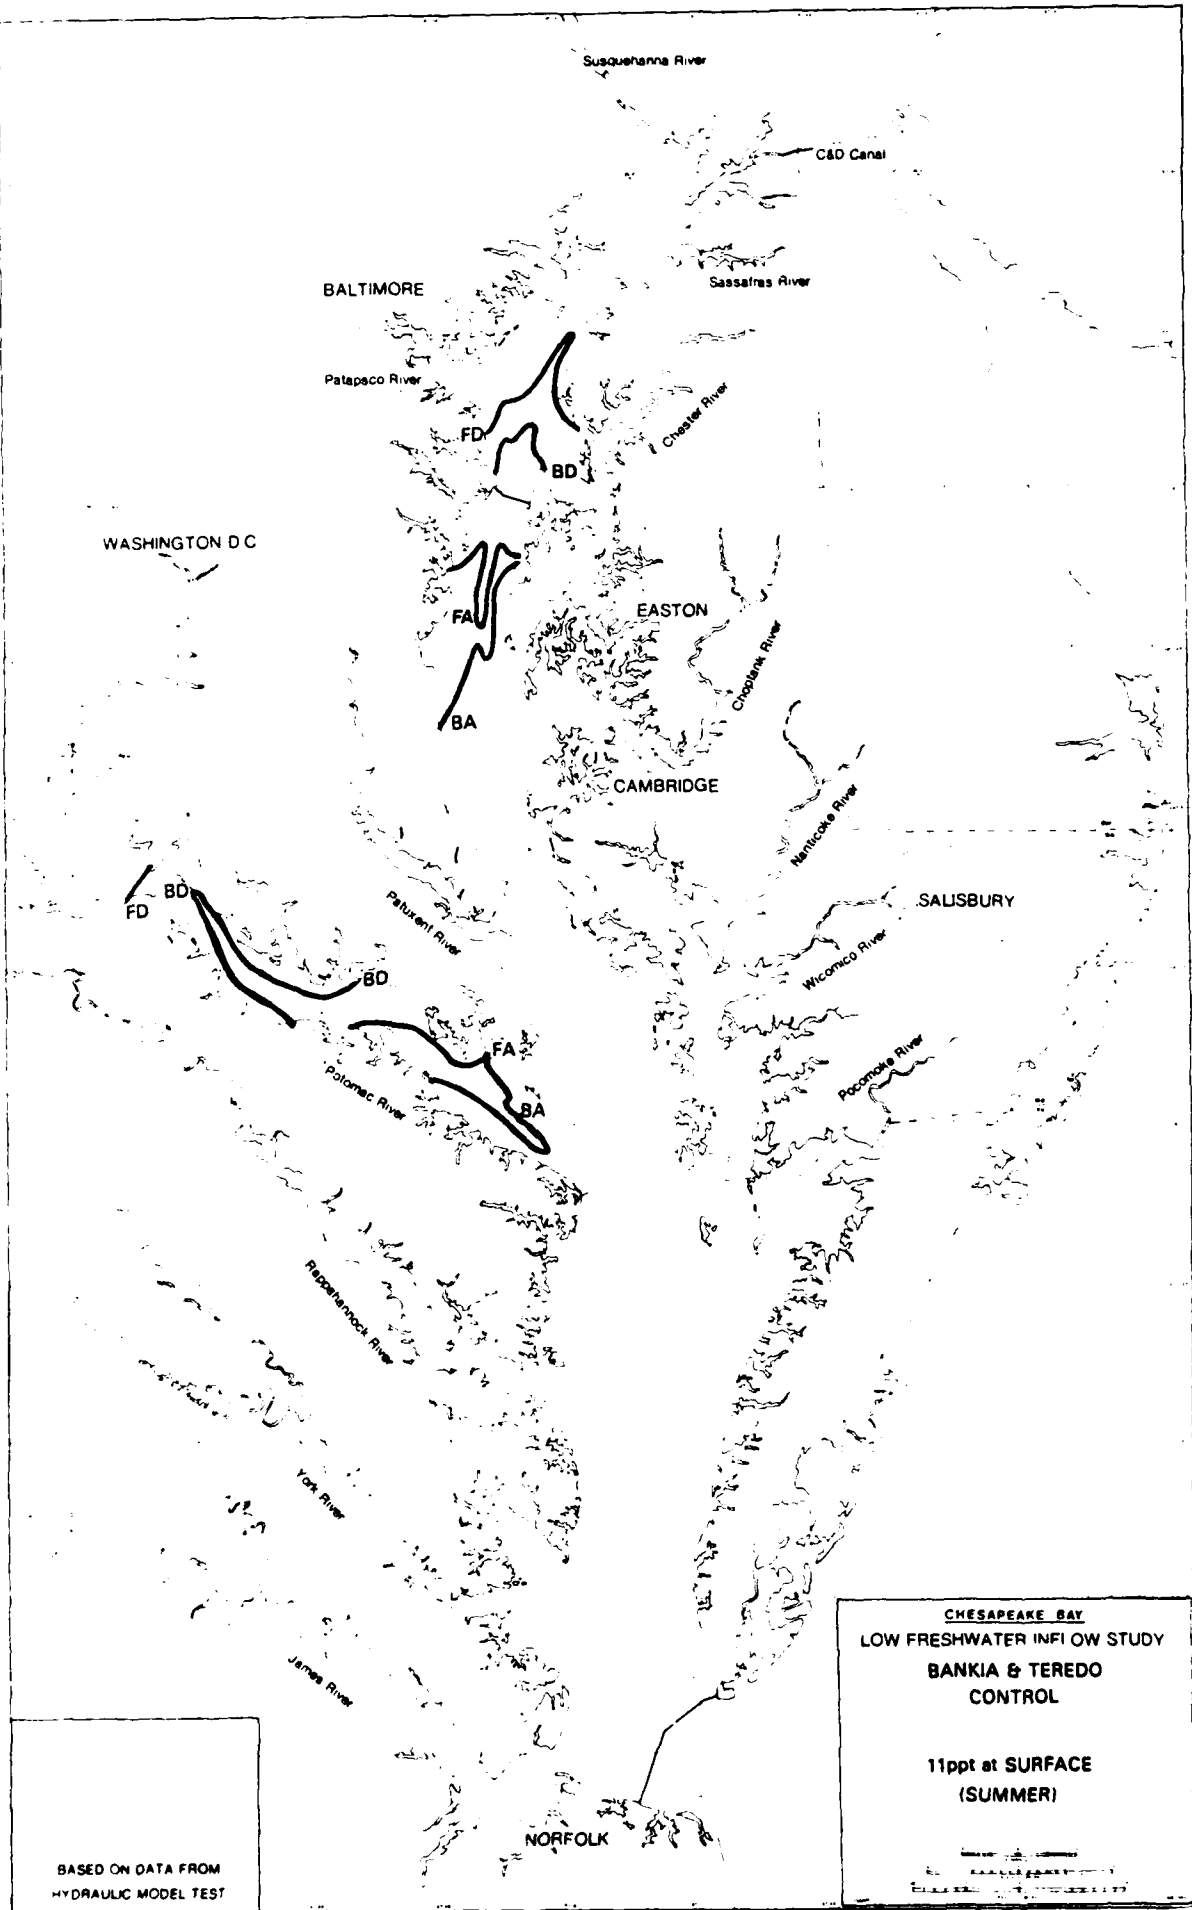 Susquehanna River
C&D Canal
Sassafras River
BALTIMORE
Patapsco River
Chester River
FD
BD
WASHINGTON D C
FA
EASTON
Choptank River
BA
CAMBRIDGE
Nanticoke River
BD
FD
Patuxent River
SALISBURY
Wicomico River
BD
FA
Pocomoke River
Potomac River
BA
Rappahannock River
York River
James River
NORFOLK
CHESAPEAKE BAY
LOW FRESHWATER INFLOW STUDY
BANKIA & TEREDO
CONTROL
11ppt at SURFACE
(SUMMER)
BASED ON DATA FROM
HYDRAULIC MODEL TEST